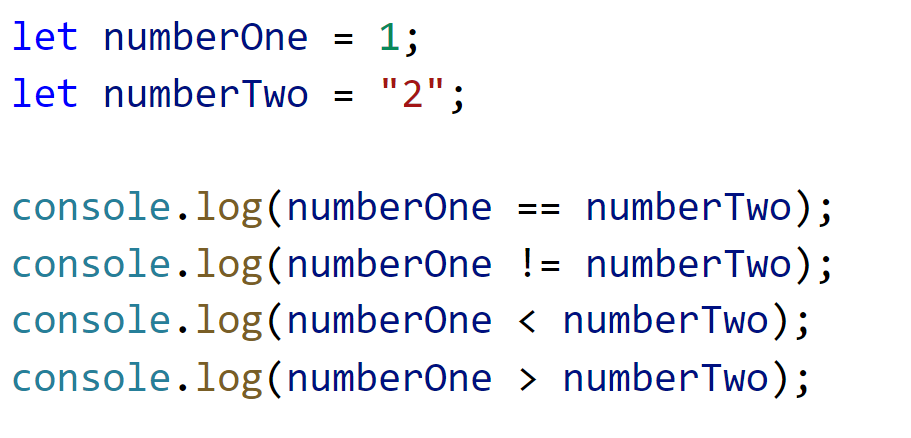 let numberOne = 1;
let numberTwo = "2";
console.log(numberOne == numberTwo);
console.log(numberOne != numberTwo);
console.log(numberOne < numberTwo);
console.log(numberOne > numberTwo);